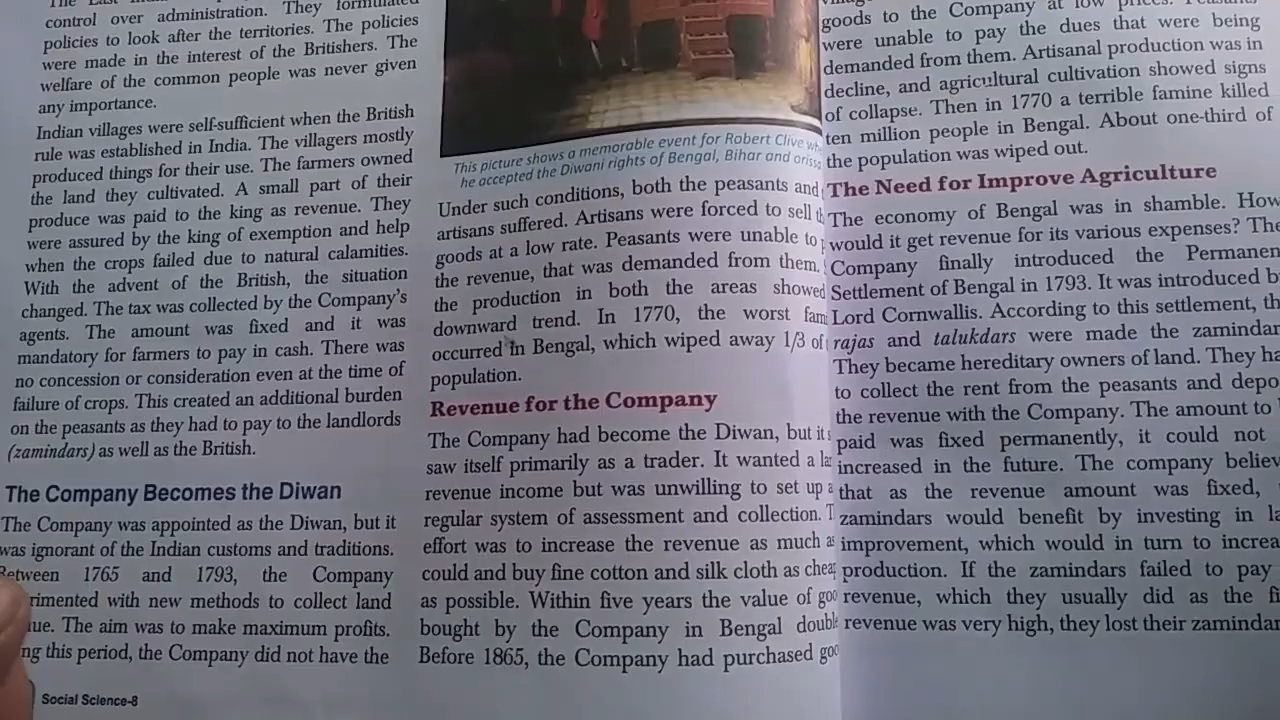 control over administration. They formulated
policies to look after the territories. The policies
were made in the interest of the Britishers. The
welfare of the common people was never given
any importance.
Indian villages were self-sufficient when the British
rule was established in India. The villagers mostly
produced things for their use. The farmers owned
the land they cultivated. A small part of their
produce was paid to the king as revenue. They
were assured by the king of exemption and help
when the crops failed due to natural calamities.
With the advent of the British, the situation
changed. The tax was collected by the Company's
agents. The amount was fixed and it was
mandatory for farmers to pay in cash. There was
no concession or consideration even at the time of
failure of crops. This created an additional burden
on the peasants as they had to pay to the landlords
(zamindars) as well as the British.
The Company Becomes the Diwan
The Company was appointed as the Diwan, but it
was ignorant of the Indian customs and traditions.
Between 1765 and 1793, the Company
rimented with new methods to collect land
ue. The aim was to make maximum profits.
ng this period, the Company did not have the
Social Science-8
This picture shows a memorable event for Robert Clive
he accepted the Diwani rights of Bengal, Bihar and orissa
Under such conditions, both the peasants and
artisans suffered. Artisans were forced to sell
goods at a low rate. Peasants were unable to
the revenue, that was demanded from them.
the production in both the areas showed
downward trend. In 1770, the worst fam
occurred in Bengal, which wiped away 1/3 of
population.
Revenue for the Company
The Company had become the Diwan, but it
saw itself primarily as a trader. It wanted a la
revenue income but was unwilling to set up a
regular system of assessment and collection. T
effort was to increase the revenue as much as
could and buy fine cotton and silk cloth as cheap
as possible. Within five years the value of goo
bought by the Company in Bengal double
Before 1865, the Company had purchased goo
goods to the Company at low prices. Peasants
were unable to pay the dues that were being
demanded from them. Artisanal production was in
decline, and agricultural cultivation showed signs
of collapse. Then in 1770 a terrible famine killed
ten million people in Bengal. About one-third of
the population was wiped out.
The Need for Improve Agriculture
The economy of Bengal was in shamble. How
would it get revenue for its various expenses? The
Company finally introduced the Permanen
Settlement of Bengal in 1793. It was introduced b
Lord Cornwallis. According to this settlement, th
rajas and talukdars were made the zamindar
They became hereditary owners of land. They ha
to collect the rent from the peasants and depo
the revenue with the Company. The amount to
paid was fixed permanently, it could not
increased in the future. The company believ
that as the revenue amount was fixed,
zamindars would benefit by investing in la
improvement, which would in turn to increa
production. If the zamindars failed to pay
revenue, which they usually did as the fi
revenue was very high, they lost their zamindar